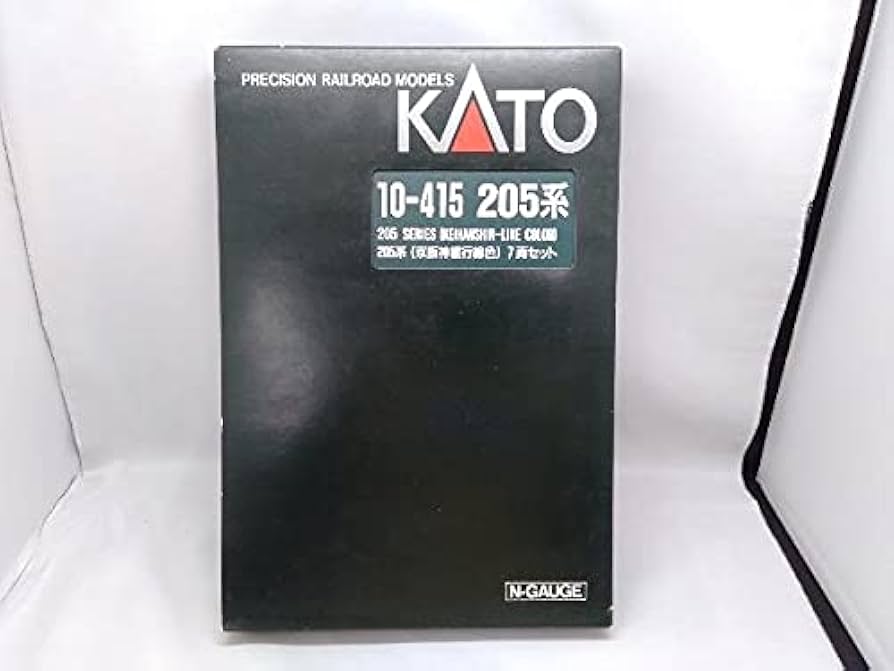 PRECISION RAILROAD MODELS
KATO
10-415 205系
205 SERIES (KEIHANSHIN-LINE COLOR)
205系(京阪神緩行線色)7両セット
N-GAUGE